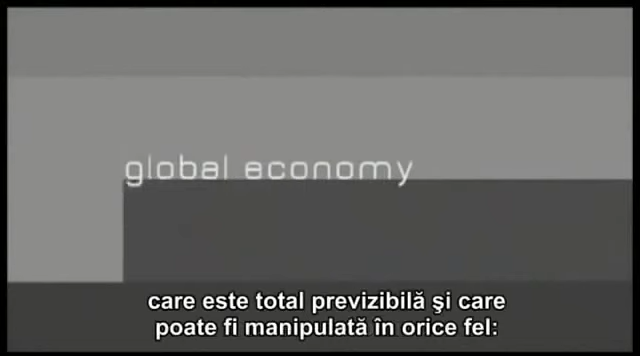 global economy
care este total previzibilă şi care
poate fi manipulată în orice fel: